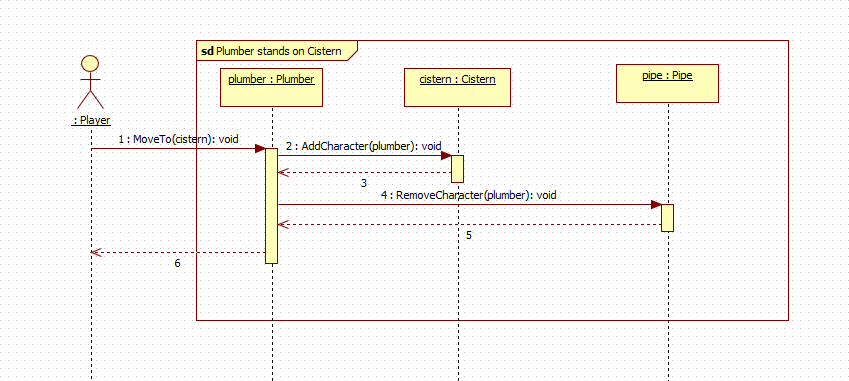 sd Plumber stands on Cistern
plumber : Plumber
cistern : Cistern
pipe : Pipe
: Player
1 : MoveTo(cistern): void
2 : AddCharacter(plumber): void
3
4 : RemoveCharacter(plumber): void
5
6